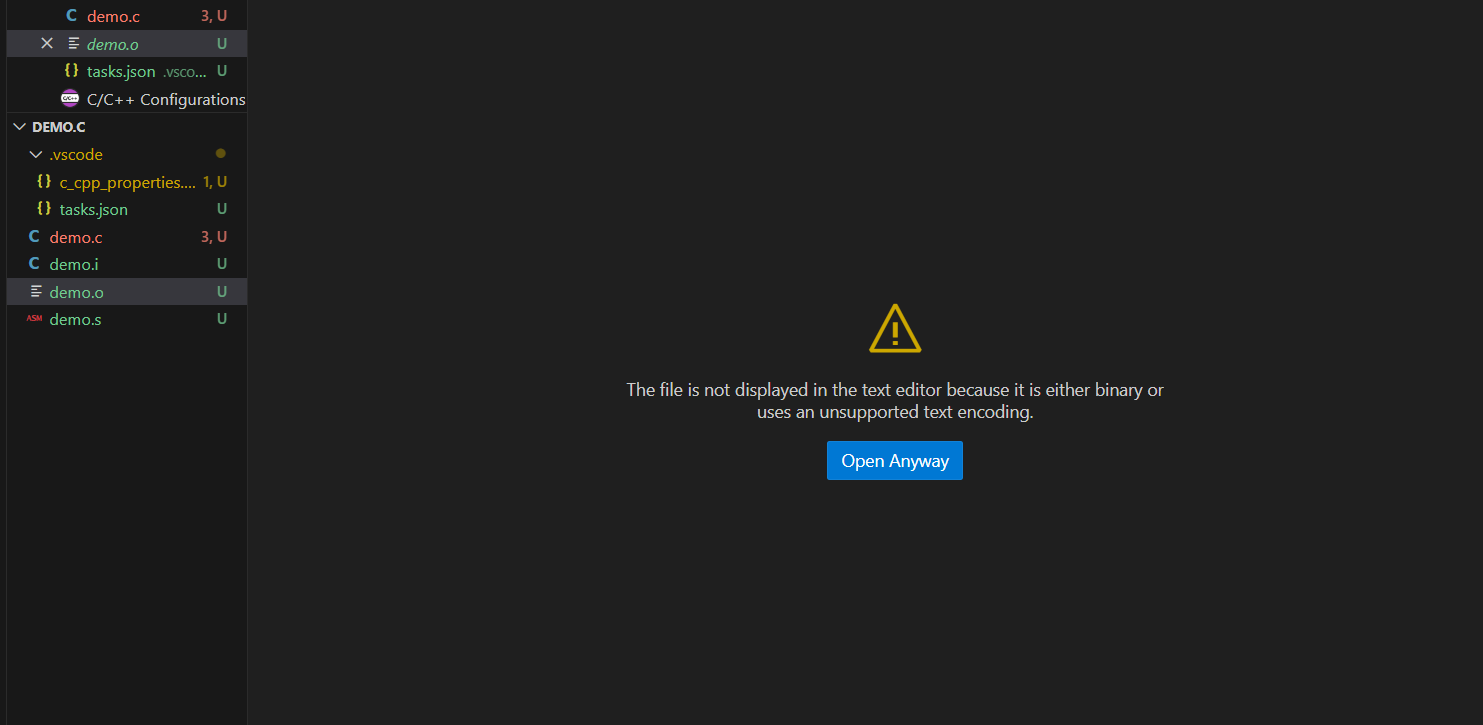 C demo.c 3, U
demo.o U
{} tasks.json .vsco... U
C/C++ C/C++ Configurations
DEMO.C
.vscode
{} c_cpp_properties.... 1, U
{} tasks.json U
C demo.c 3, U
C demo.i U
demo.o U
ASM demo.s U
The file is not displayed in the text editor because it is either binary or
uses an unsupported text encoding.
Open Anyway